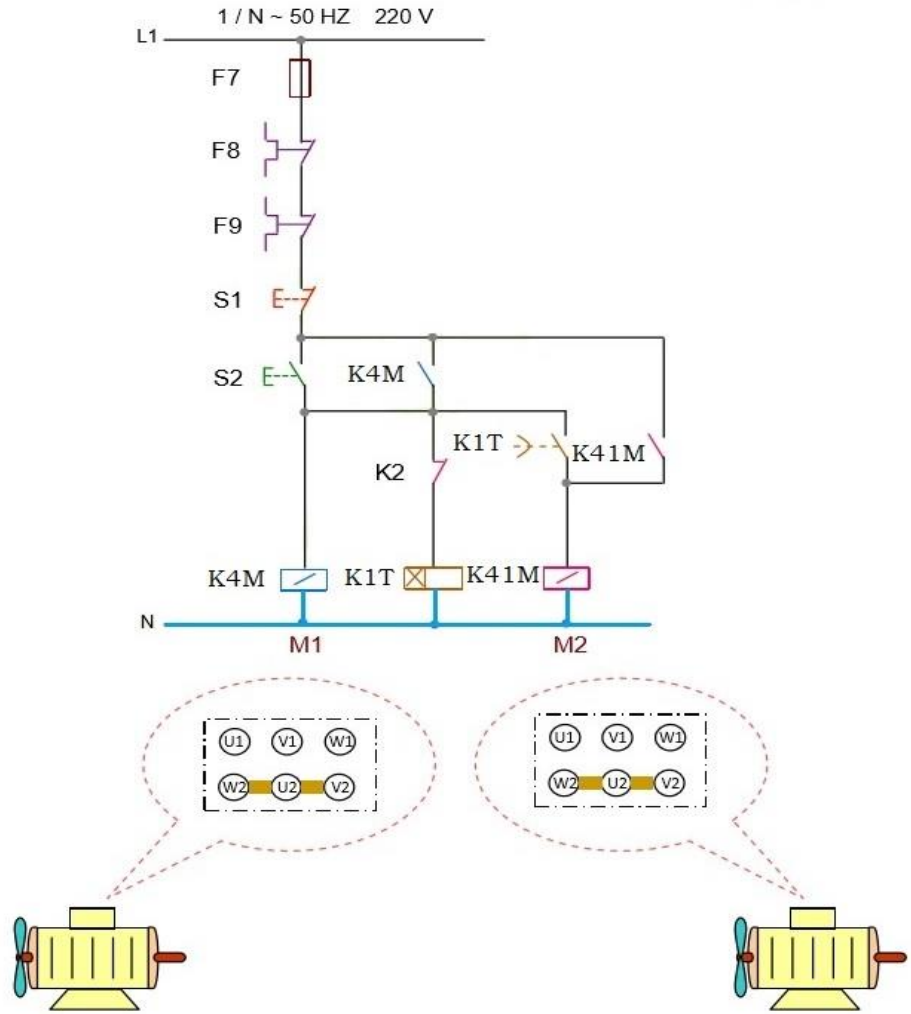 1 / N ~ 50 HZ 220 V
L1
F7
F8
F9
S1
S2
K4M
K1T
K41M
K2
K4M
K1T
K41M
N
M1
M2
U1 V1 W1
W2 U2 V2
U1 V1 W1
W2 U2 V2